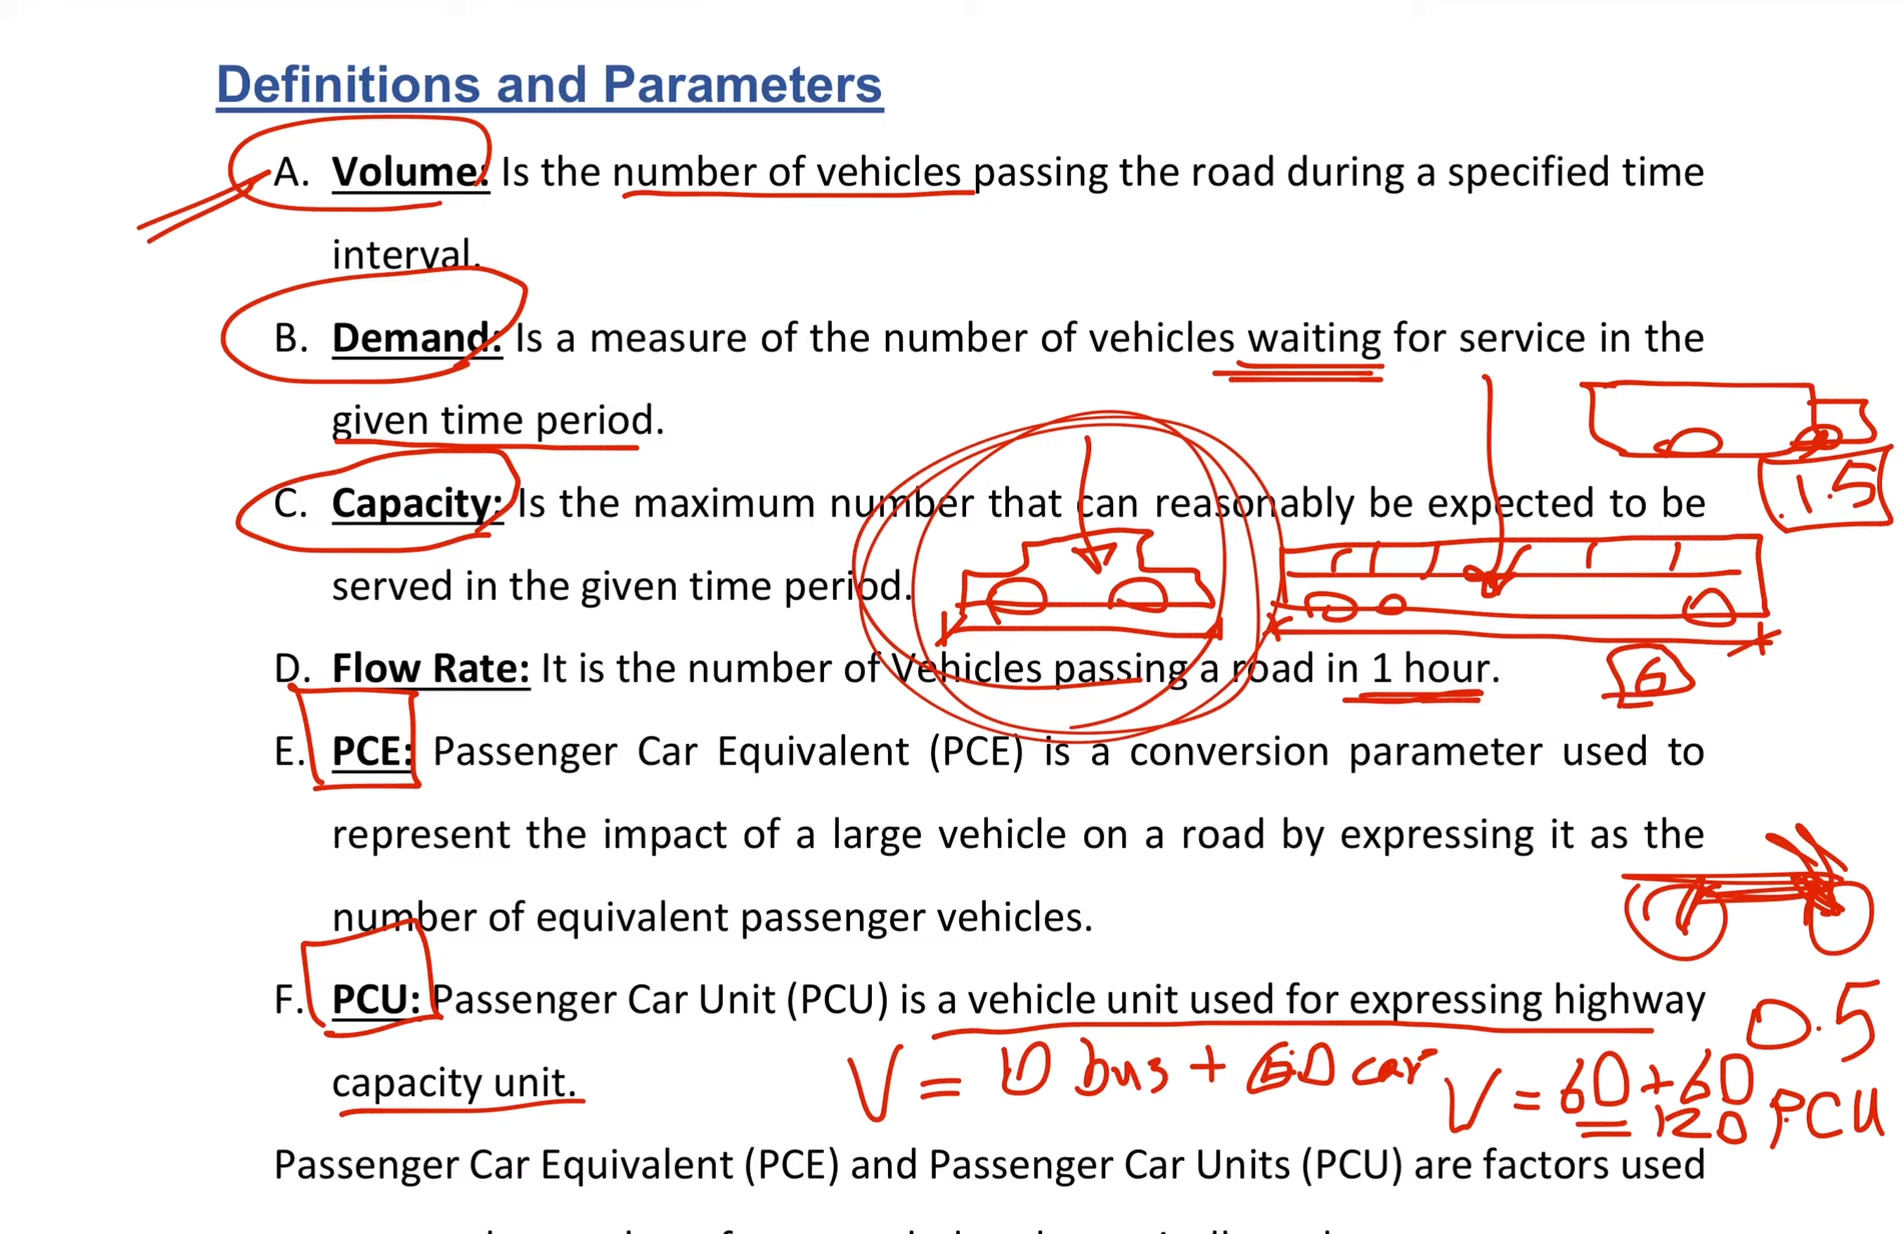 Definitions and Parameters
A. Volume: Is the number of vehicles passing the road during a specified time
interval.
B. Demand: Is a measure of the number of vehicles waiting for service in the
given time period.
C. Capacity: Is the maximum number that can reasonably be expected to be
1.5
served in the given time period.
D. Flow Rate: It is the number of Vehicles passing a road in 1 hour.
6
E. PCE: Passenger Car Equivalent (PCE) is a conversion parameter used to
represent the impact of a large vehicle on a road by expressing it as the
number of equivalent passenger vehicles.
F. PCU: Passenger Car Unit (PCU) is a vehicle unit used for expressing highway
0.5
capacity unit.
V = 10 bus + 60 car
V = 60 + 60
120 PCU
Passenger Car Equivalent (PCE) and Passenger Car Units (PCU) are factors used